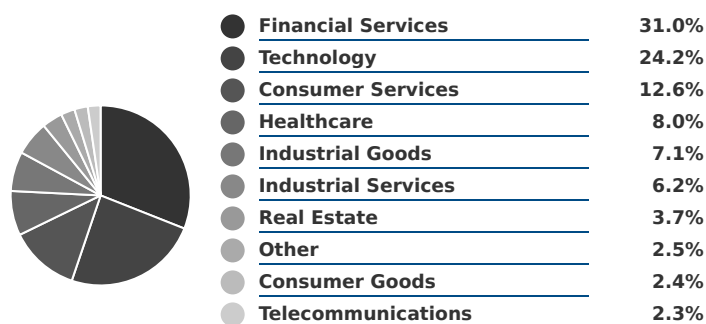 Financial Services 31.0%
Technology 24.2%
Consumer Services 12.6%
Healthcare 8.0%
Industrial Goods 7.1%
Industrial Services 6.2%
Real Estate 3.7%
Other 2.5%
Consumer Goods 2.4%
Telecommunications 2.3%